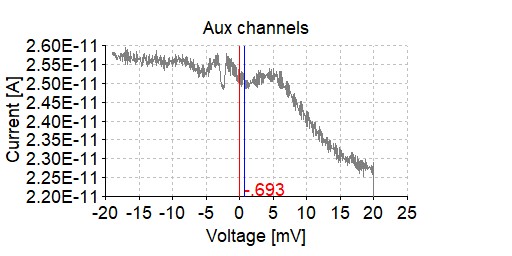 Aux channels
Current [A]
2.60E-11
2.55E-11
2.50E-11
2.45E-11
2.40E-11
2.35E-11
2.30E-11
2.25E-11
2.20E-11
-.693
-20 -15 -10 -5 0 5 10 15 20 25
Voltage [mV]